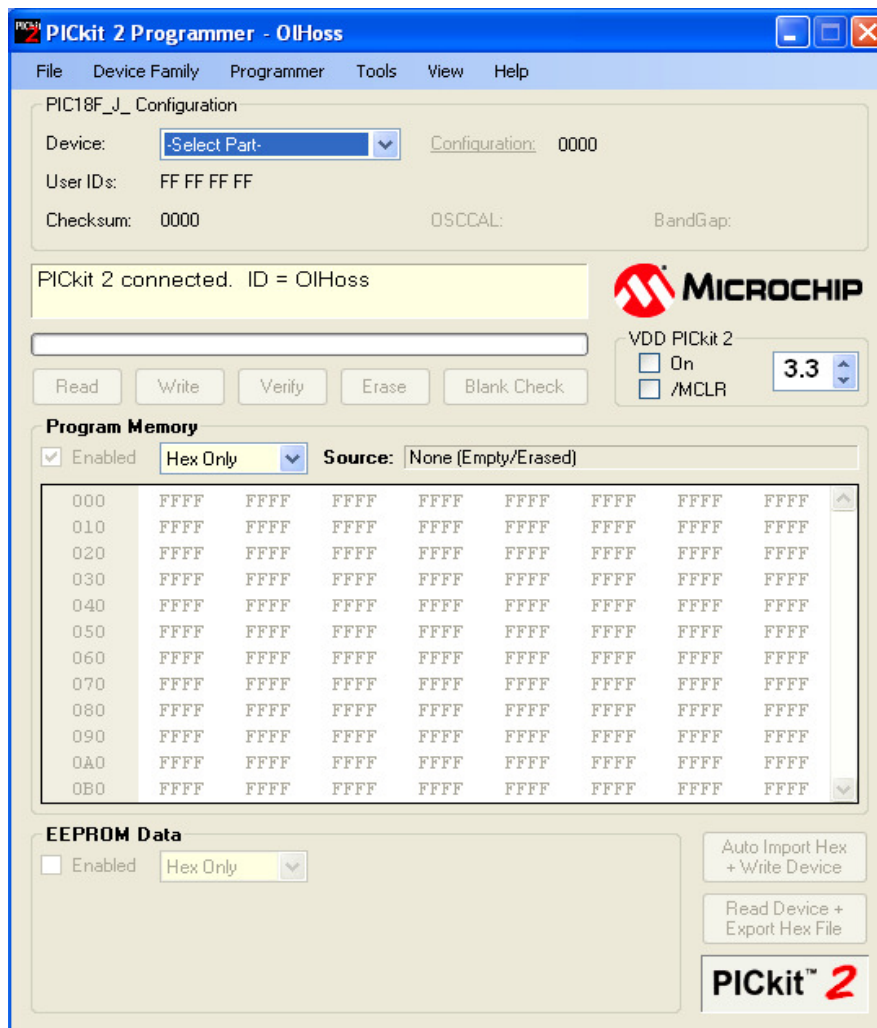 PICkit 2 Programmer - OlHoss
File Device Family Programmer Tools View Help
PIC18F_J_ Configuration
Device: -Select Part- Configuration: 0000
User IDs: FF FF FF FF
Checksum: 0000 OSCCAL: BandGap:
PICkit 2 connected. ID = OlHoss
MICROCHIP
VDD PICkit 2
On
/MCLR
3.3
Read Write Verify Erase Blank Check
Program Memory
Enabled Hex Only Source: None (Empty/Erased)
000 FFFF FFFF FFFF FFFF FFFF FFFF FFFF FFFF
010 FFFF FFFF FFFF FFFF FFFF FFFF FFFF FFFF
020 FFFF FFFF FFFF FFFF FFFF FFFF FFFF FFFF
030 FFFF FFFF FFFF FFFF FFFF FFFF FFFF FFFF
040 FFFF FFFF FFFF FFFF FFFF FFFF FFFF FFFF
050 FFFF FFFF FFFF FFFF FFFF FFFF FFFF FFFF
060 FFFF FFFF FFFF FFFF FFFF FFFF FFFF FFFF
070 FFFF FFFF FFFF FFFF FFFF FFFF FFFF FFFF
080 FFFF FFFF FFFF FFFF FFFF FFFF FFFF FFFF
090 FFFF FFFF FFFF FFFF FFFF FFFF FFFF FFFF
0A0 FFFF FFFF FFFF FFFF FFFF FFFF FFFF FFFF
0B0 FFFF FFFF FFFF FFFF FFFF FFFF FFFF FFFF
EEPROM Data
Enabled Hex Only
Auto Import Hex
+ Write Device
Read Device +
Export Hex File
PICkit™ 2